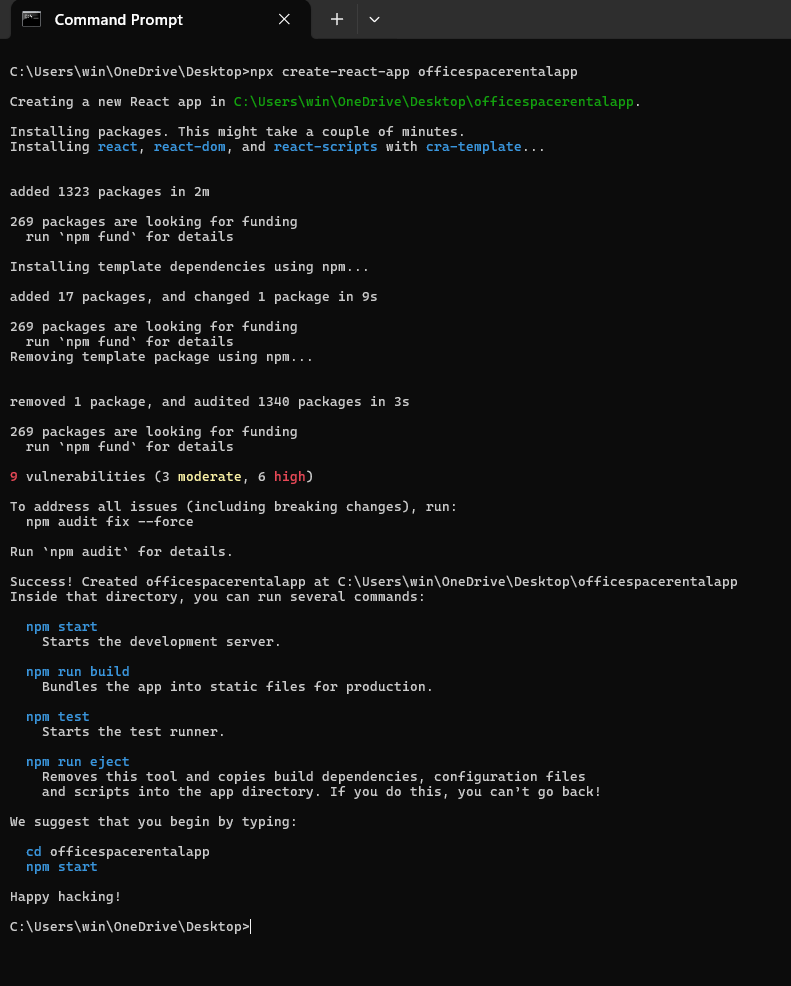 Command Prompt
C:\Users\win\OneDrive\Desktop>npx create-react-app officespacerentalapp
Creating a new React app in C:\Users\win\OneDrive\Desktop\officespacerentalapp.
Installing packages. This might take a couple of minutes.
Installing react, react-dom, and react-scripts with cra-template...
added 1323 packages in 2m
269 packages are looking for funding
  run `npm fund` for details
Installing template dependencies using npm...
added 17 packages, and changed 1 package in 9s
269 packages are looking for funding
  run `npm fund` for details
Removing template package using npm...
removed 1 package, and audited 1340 packages in 3s
269 packages are looking for funding
  run `npm fund` for details
9 vulnerabilities (3 moderate, 6 high)
To address all issues (including breaking changes), run:
  npm audit fix --force
Run `npm audit` for details.
Success! Created officespacerentalapp at C:\Users\win\OneDrive\Desktop\officespacerentalapp
Inside that directory, you can run several commands:
  npm start
    Starts the development server.
  npm run build
    Bundles the app into static files for production.
  npm test
    Starts the test runner.
  npm run eject
    Removes this tool and copies build dependencies, configuration files
    and scripts into the app directory. If you do this, you can’t go back!
We suggest that you begin by typing:
  cd officespacerentalapp
  npm start
Happy hacking!
C:\Users\win\OneDrive\Desktop>